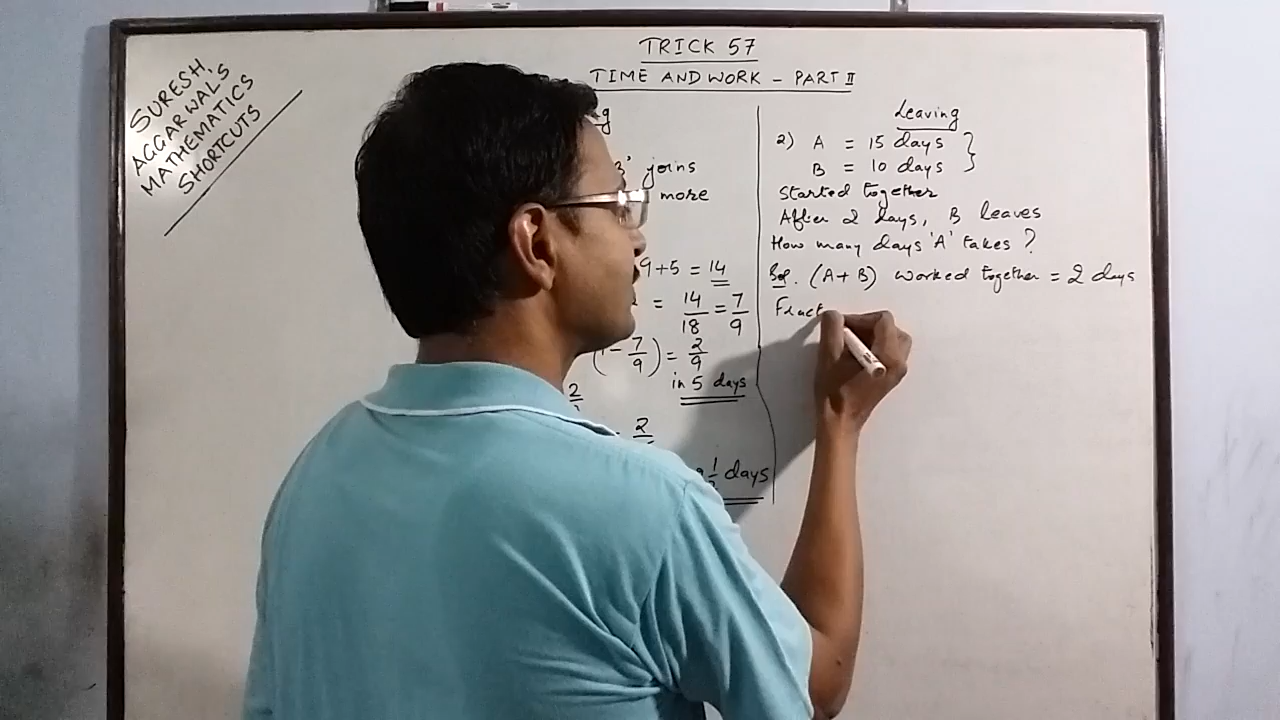 TRICK 57
TIME AND WORK - PART II
SURESH
AGGARWAL'S
MATHEMATICS
SHORTCUTS
joins
more
9+5 = 14
= 14/18 = 7/9
- 7/9) = 2/9
in 5 days
days
Leaving
2) A = 15 days
B = 10 days
Started together
After 2 days, B leaves
How many days 'A' takes ?
Sol. (A+B) worked together = 2 days
Fract